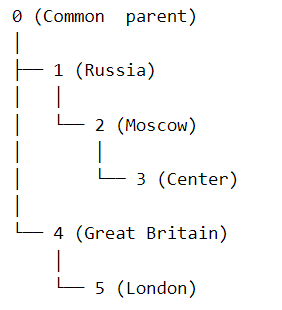 0 (Common parent)
1 (Russia)
2 (Moscow)
3 (Center)
4 (Great Britain)
5 (London)